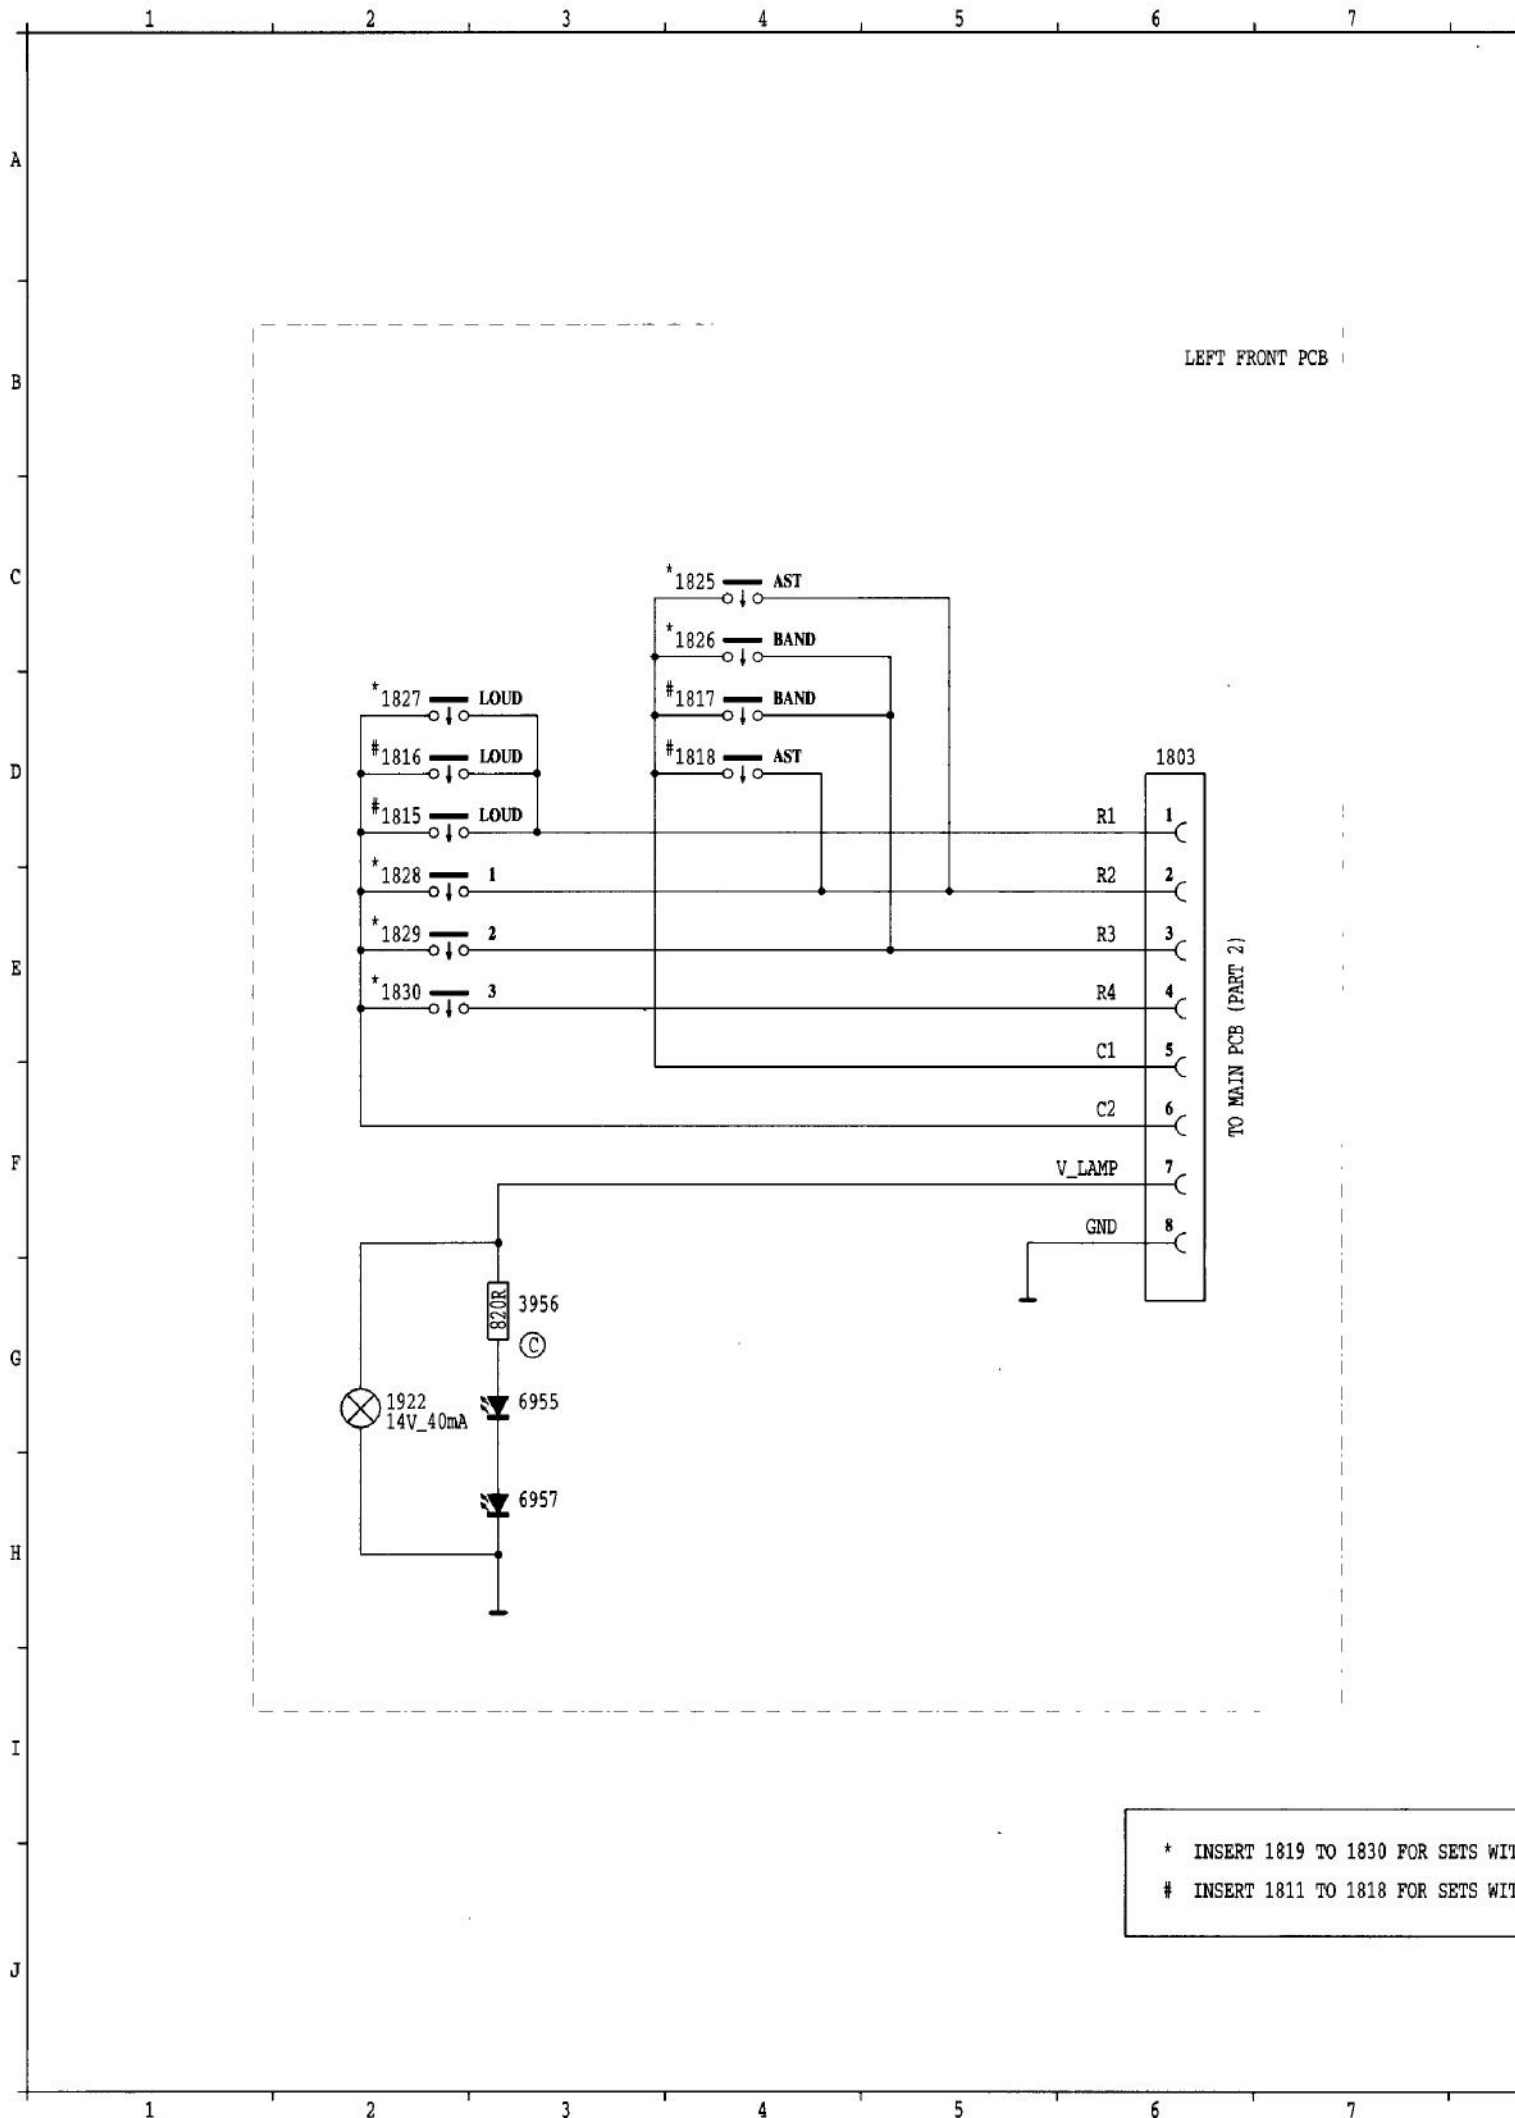 1 2 3 4 5 6 7
A
LEFT FRONT PCB
B
C
*1825 AST
*1826 BAND
*1827 LOUD
#1817 BAND
#1816 LOUD
#1818 AST
D
1803
#1815 LOUD
R1 1
*1828 1
R2 2
*1829 2
R3 3
E
*1830 3
R4 4
TO MAIN PCB (PART 2)
C1 5
C2 6
F
V_LAMP 7
GND 8
820R 3956
C
G
1922
14V_40mA
6955
6957
H
I
* INSERT 1819 TO 1830 FOR SETS WIT
# INSERT 1811 TO 1818 FOR SETS WIT
J
1 2 3 4 5 6 7